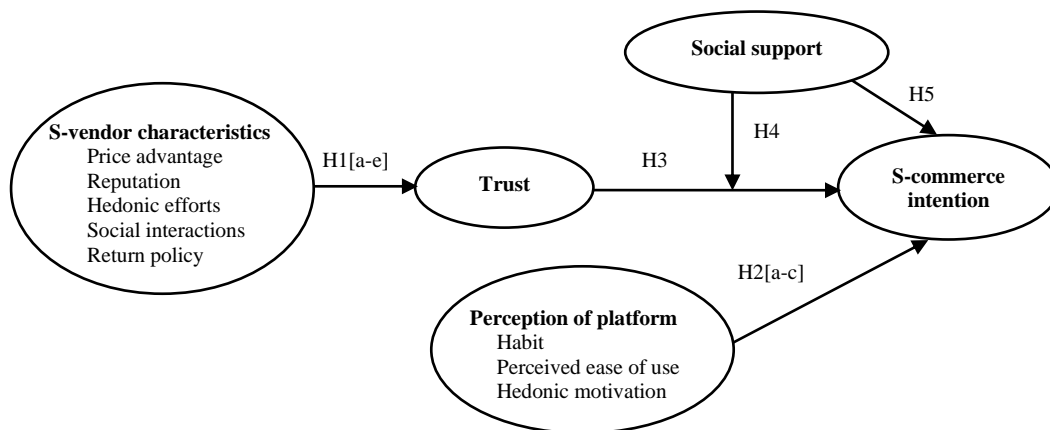 Social support
H5
S-vendor characteristics
Price advantage
Reputation
Hedonic efforts
Social interactions
Return policy
H1[a-e]
Trust
H3
H4
S-commerce
intention
H2[a-c]
Perception of platform
Habit
Perceived ease of use
Hedonic motivation